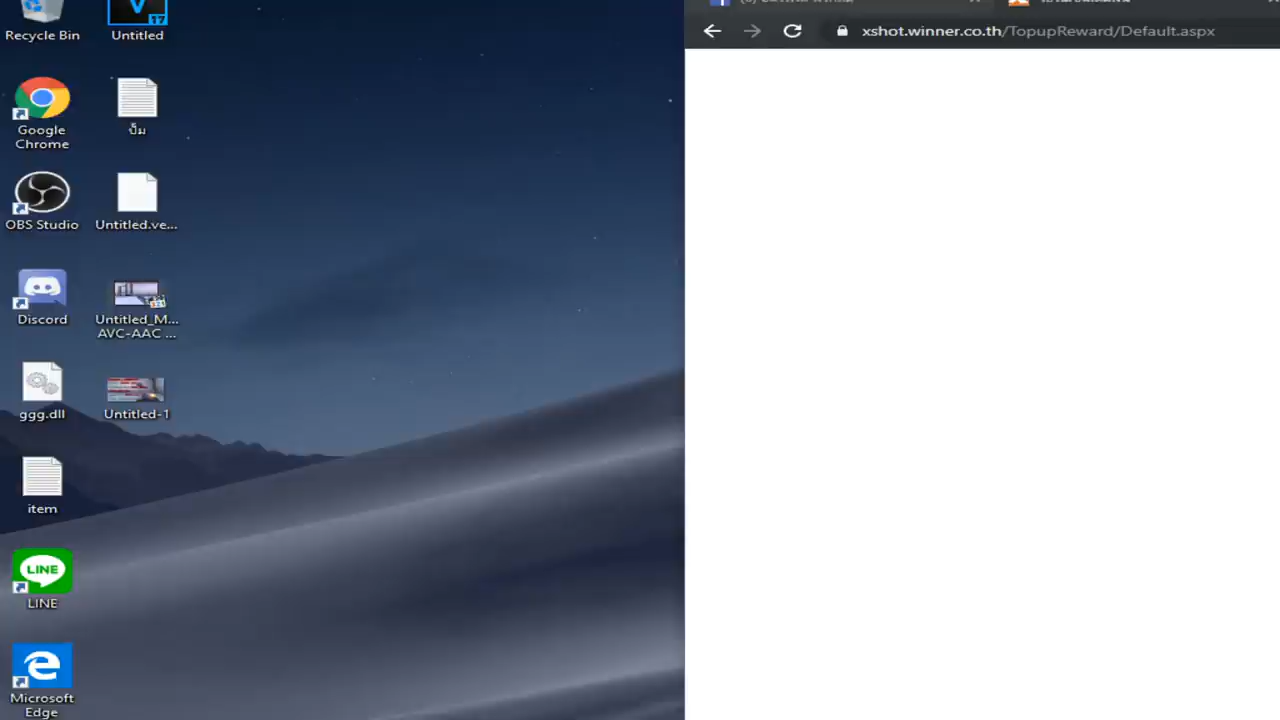 Recycle Bin
Untitled
17
Google
Chrome
ปั้ม
OBS Studio
Untitled.ve...
Discord
Untitled_M...
AVC-AAC ...
ggg.dll
Untitled-1
item
LINE
LINE
Microsoft
Edge
xshot.winner.co.th/TopupReward/Default.aspx